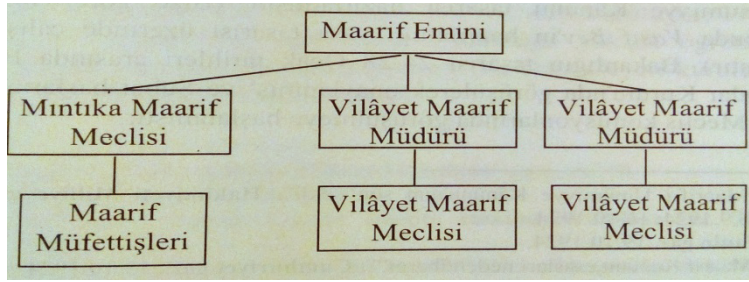 Maarif Emini
Mıntıka Maarif
Meclisi
Vilâyet Maarif
Müdürü
Vilâyet Maarif
Müdürü
Maarif
Müfettişleri
Vilâyet Maarif
Meclisi
Vilâyet Maarif
Meclisi